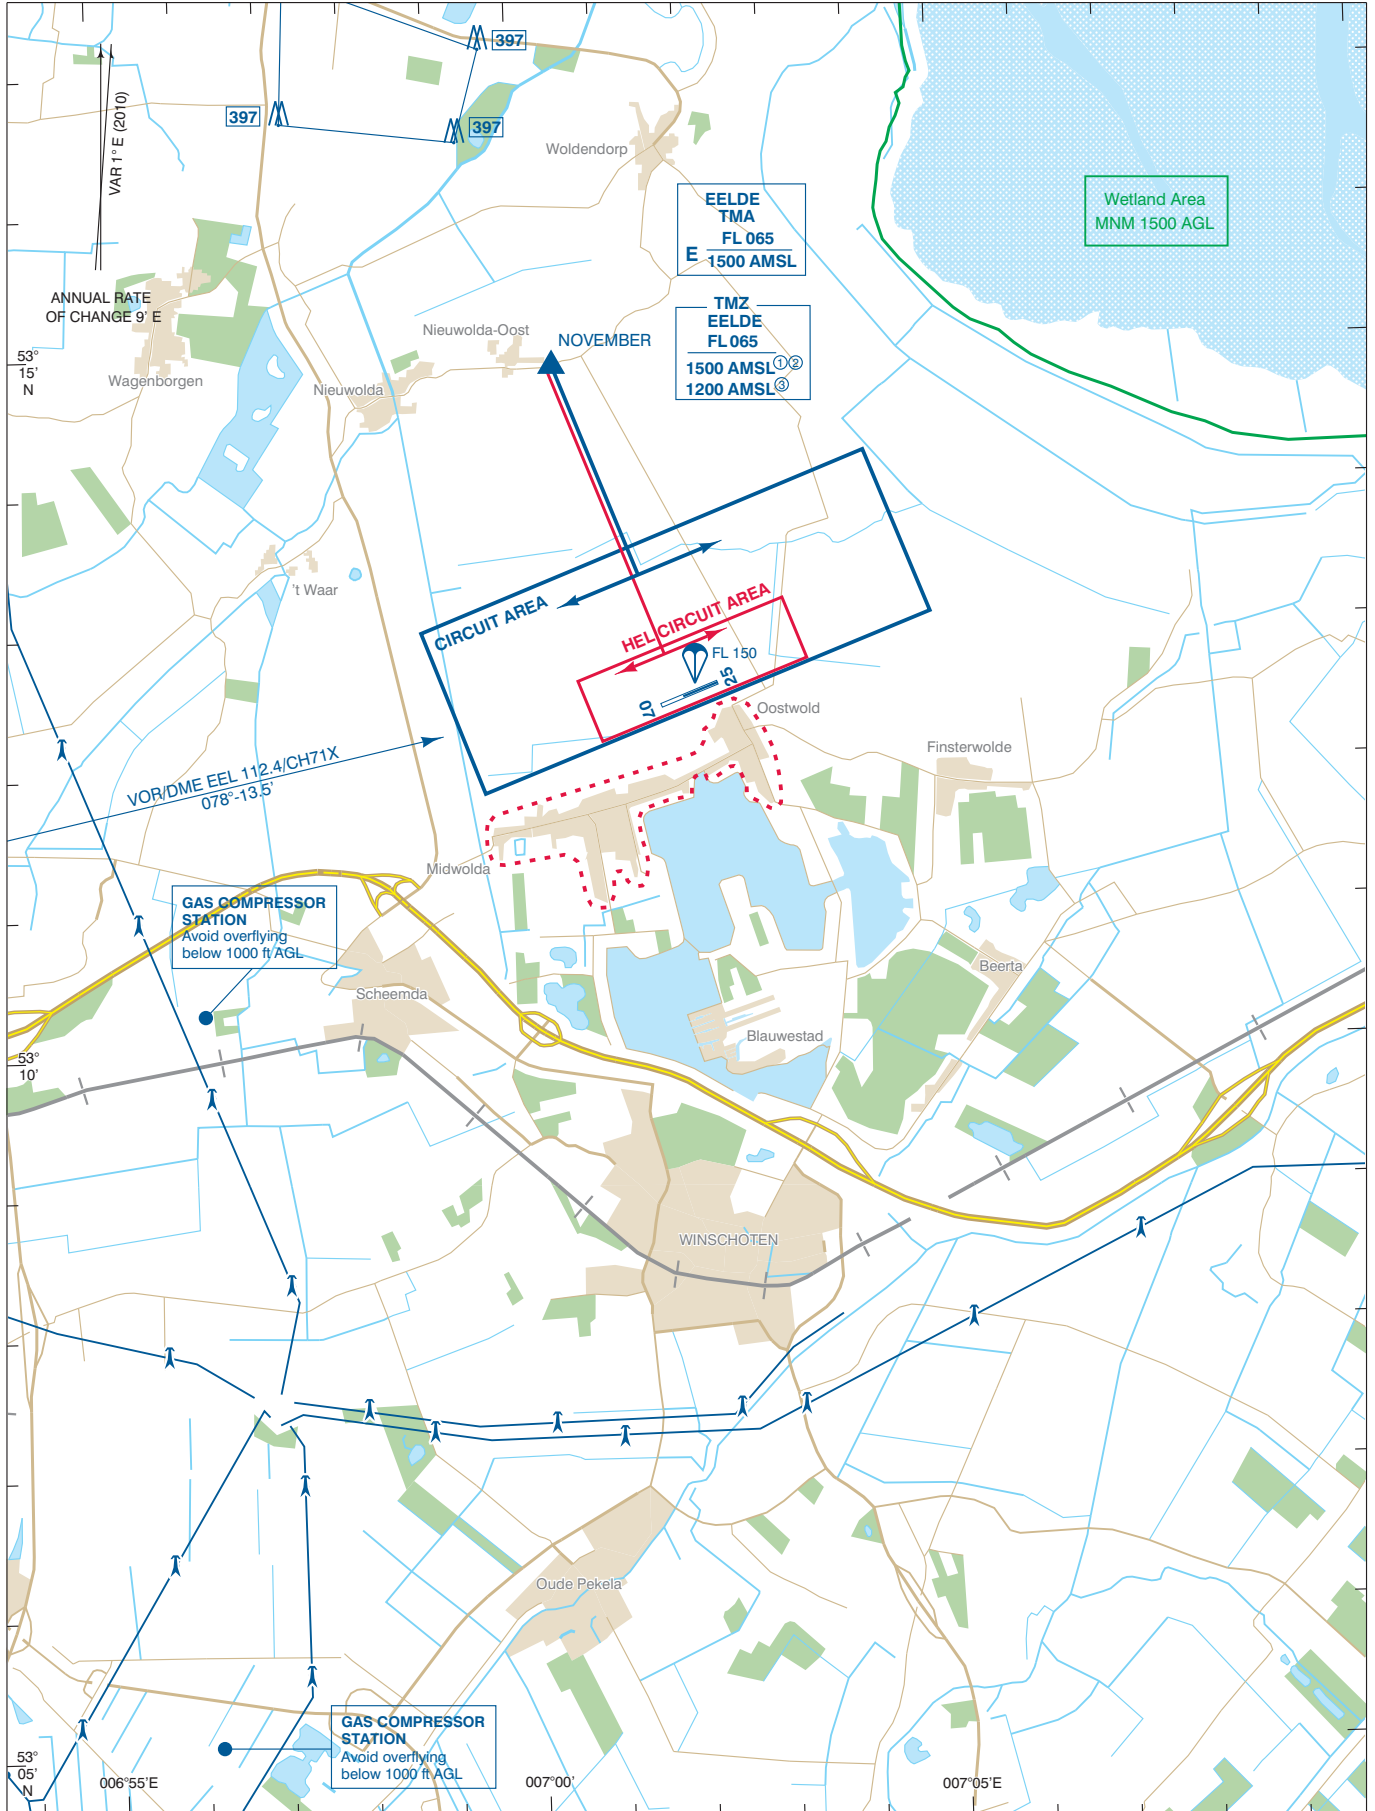 397
397
397
VAR 1° E (2010)
ANNUAL RATE
OF CHANGE 9' E
Woldendorp
EELDE
TMA
FL 065
E 1500 AMSL
Wetland Area
MNM 1500 AGL
TMZ
EELDE
FL 065
1500 AMSL①②
1200 AMSL③
Nieuwolda-Oost
NOVEMBER
53°
15'
N
Wagenborgen
Nieuwolda
't Waar
CIRCUIT AREA
HEL CIRCUIT AREA
FL 150
07
25
Oostwold
Finsterwolde
VOR/DME EEL 112.4/CH71X
078°-13.5'
Midwolda
GAS COMPRESSOR
STATION
Avoid overflying
below 1000 ft AGL
Scheemda
Beerta
Blauwestad
53°
10'
WINSCHOTEN
Oude Pekela
GAS COMPRESSOR
STATION
Avoid overflying
below 1000 ft AGL
53°
05'
N
006°55'E
007°00'
007°05'E